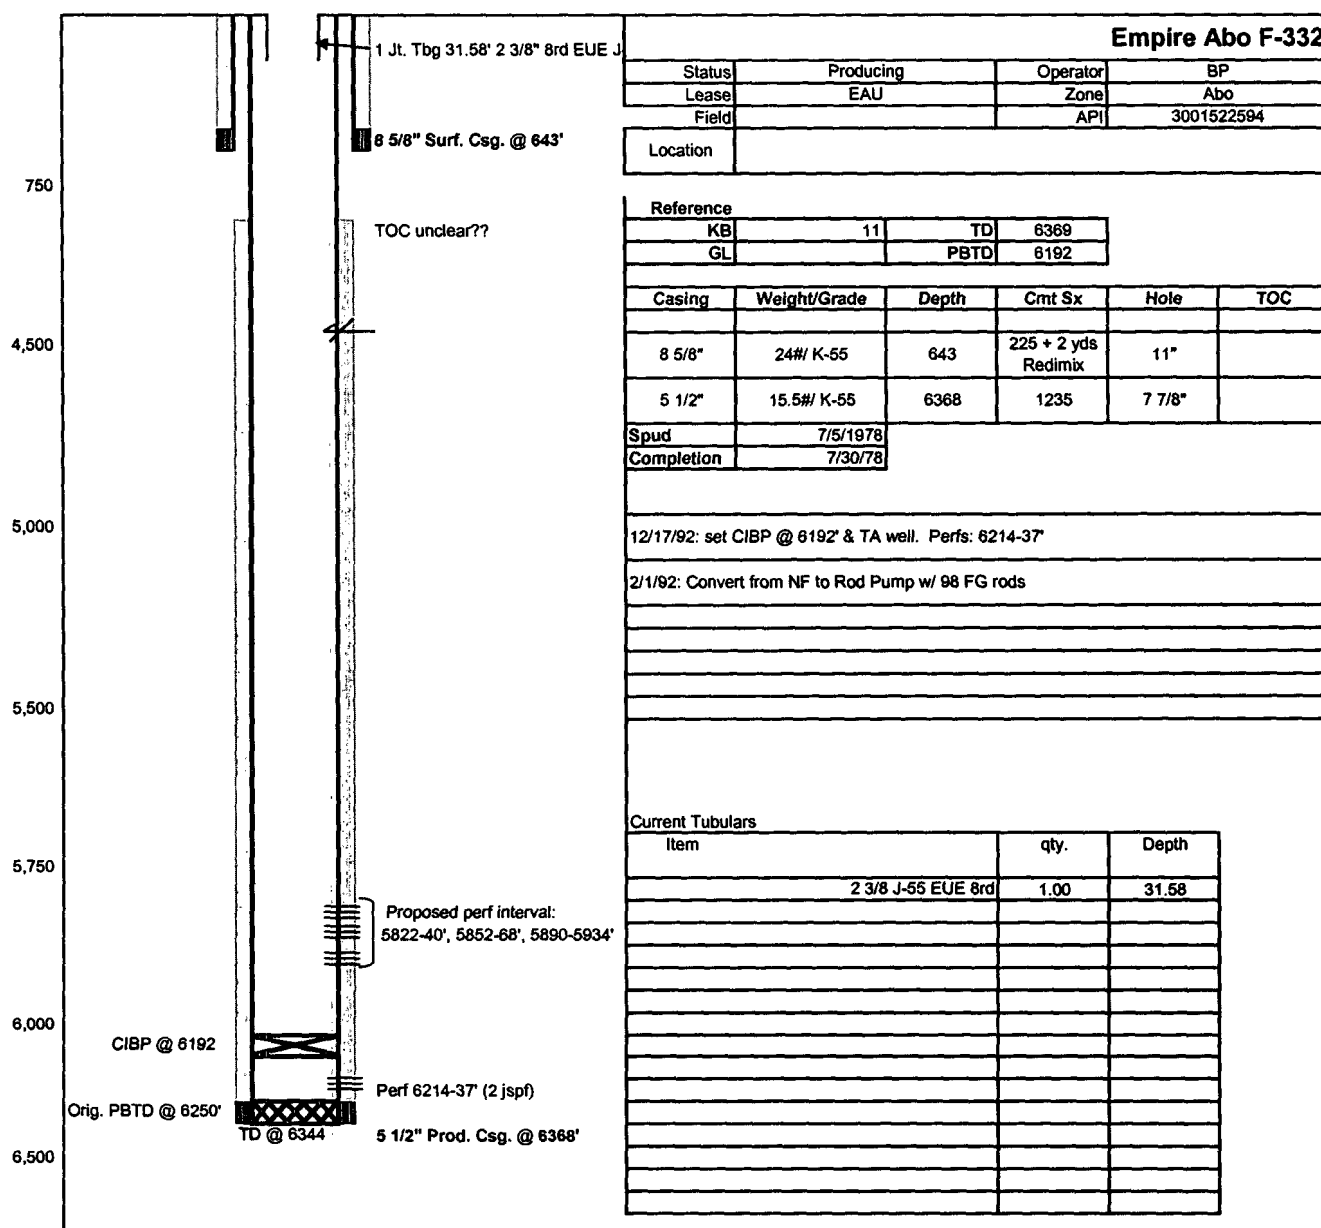 Empire Abo F-332
1 Jt. Tbg 31.58' 2 3/8" 8rd EUE J
Status Producing Operator BP
Lease EAU Zone Abo
Field API 3001522594
Location
8 5/8" Surf. Csg. @ 643'
750
TOC unclear??
Reference
KB 11 TD 6369
GL PBTD 6192
Casing Weight/Grade Depth Cmt Sx Hole TOC
8 5/8" 24#/ K-55 643 225 + 2 yds Redimix 11"
5 1/2" 15.5#/ K-55 6368 1235 7 7/8"
Spud 7/5/1978
Completion 7/30/78
4,500
5,000
12/17/92: set CIBP @ 6192' & TA well. Perfs: 6214-37'
2/1/92: Convert from NF to Rod Pump w/ 98 FG rods
5,500
Current Tubulars
Item qty. Depth
2 3/8 J-55 EUE 8rd 1.00 31.58
5,750
Proposed perf interval:
5822-40', 5852-68', 5890-5934'
6,000
CIBP @ 6192
Perf 6214-37' (2 jspf)
Orig. PBTD @ 6250'
TD @ 6344
5 1/2" Prod. Csg. @ 6368'
6,500